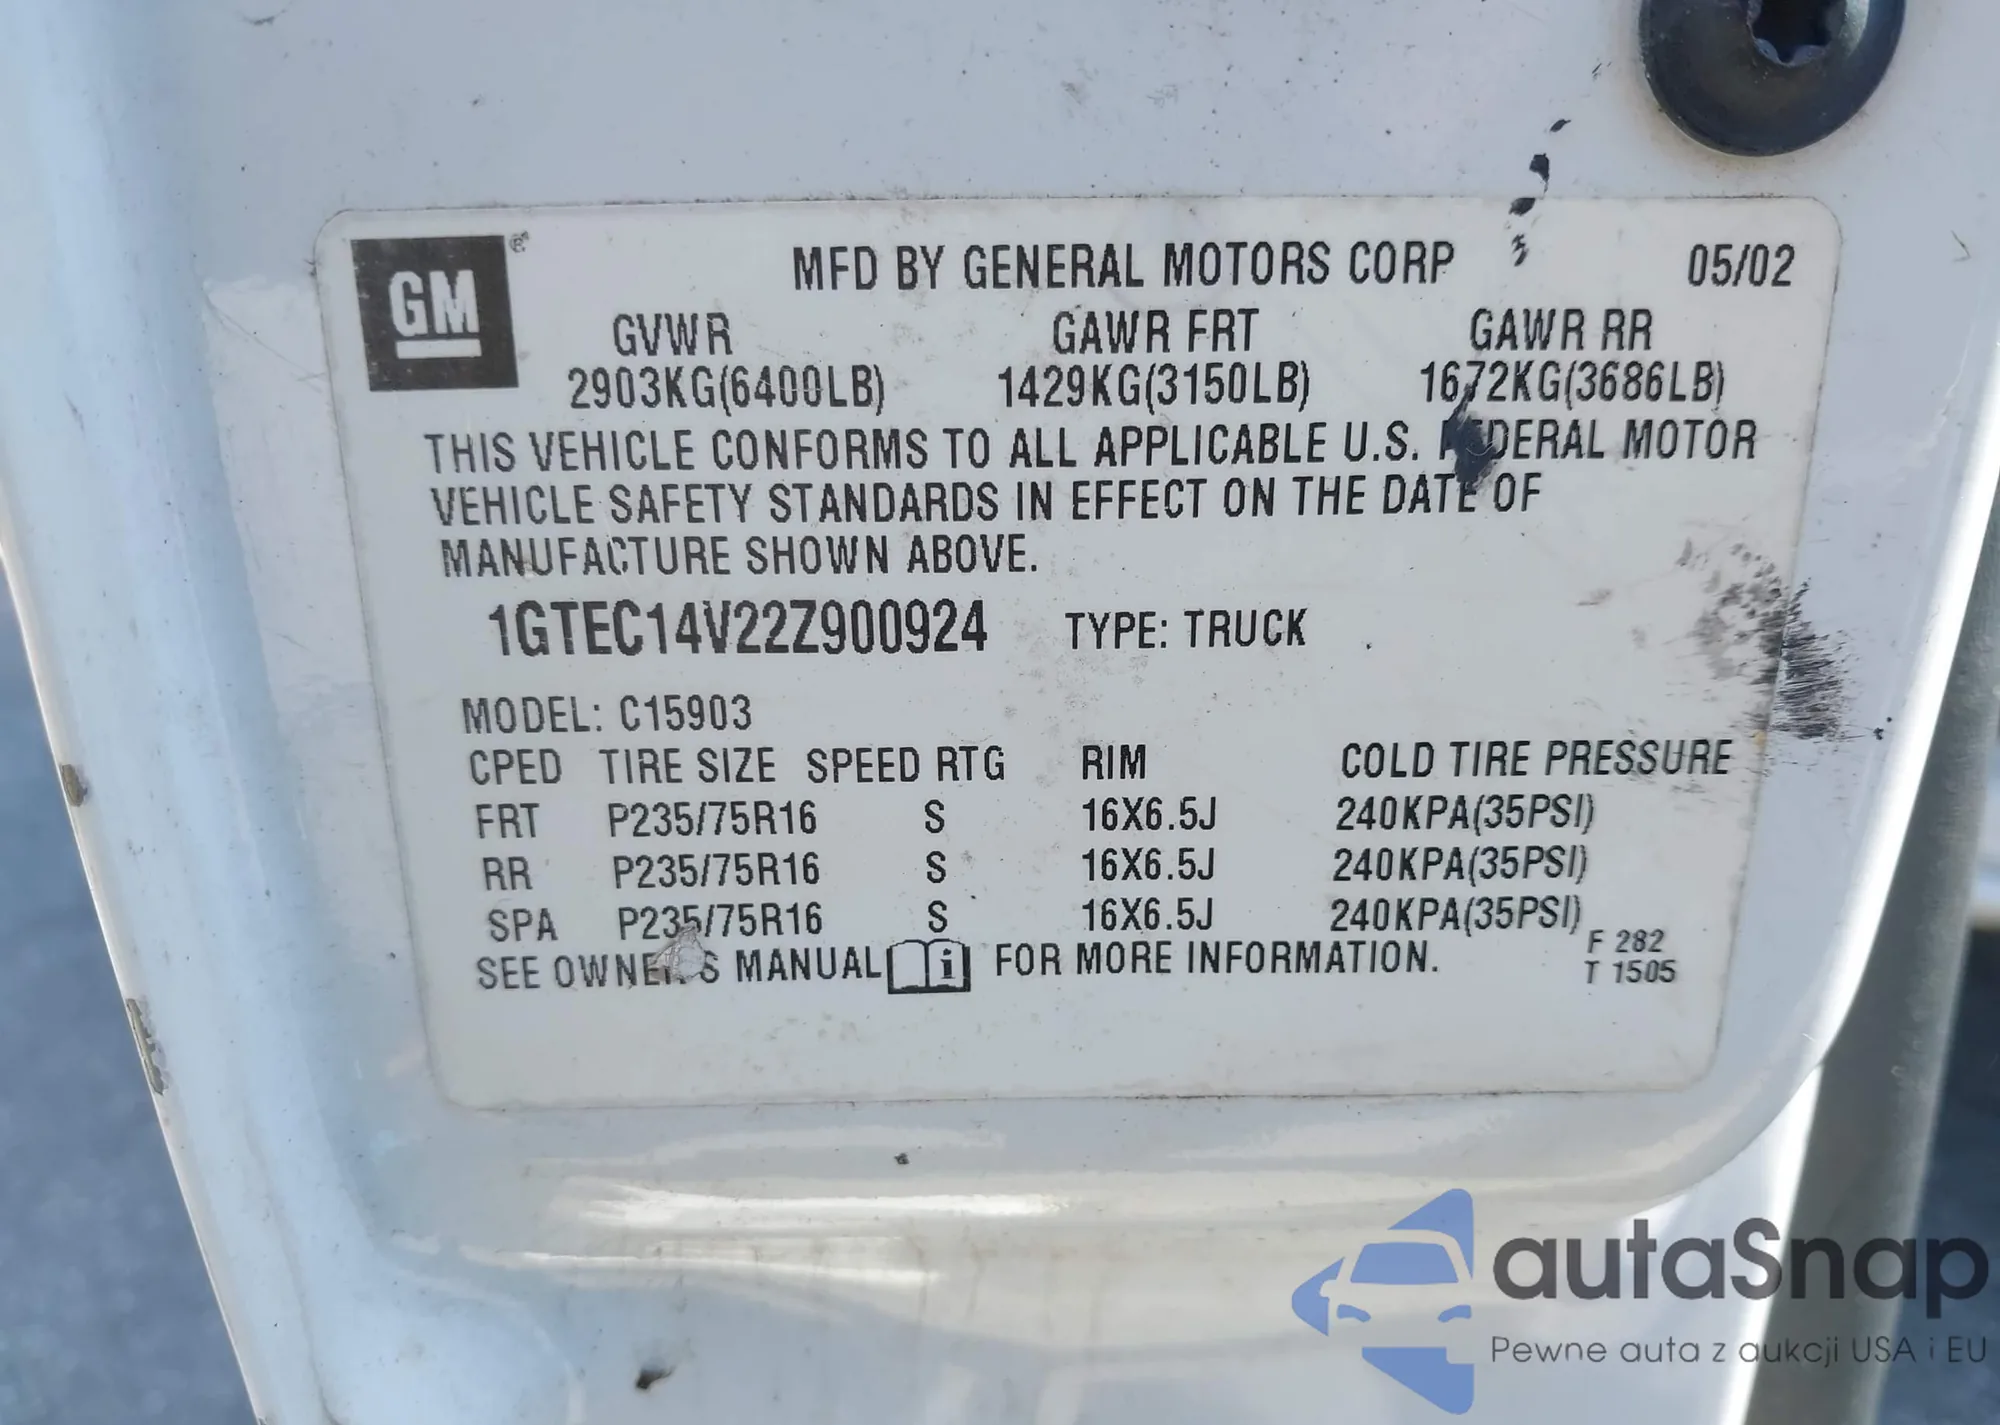 GM ®
MFD BY GENERAL MOTORS CORP 05/02
GVWR GAWR FRT GAWR RR
2903KG(6400LB) 1429KG(3150LB) 1672KG(3686LB)
THIS VEHICLE CONFORMS TO ALL APPLICABLE U.S. FEDERAL MOTOR
VEHICLE SAFETY STANDARDS IN EFFECT ON THE DATE OF
MANUFACTURE SHOWN ABOVE.
1GTEC14V22Z900924 TYPE: TRUCK
MODEL: C15903
CPED TIRE SIZE SPEED RTG RIM COLD TIRE PRESSURE
FRT P235/75R16 S 16X6.5J 240KPA(35PSI)
RR P235/75R16 S 16X6.5J 240KPA(35PSI)
SPA P235/75R16 S 16X6.5J 240KPA(35PSI)
F 282
SEE OWNER'S MANUAL i FOR MORE INFORMATION. T 1505
autaSnap
Pewne auta z aukcji USA i EU